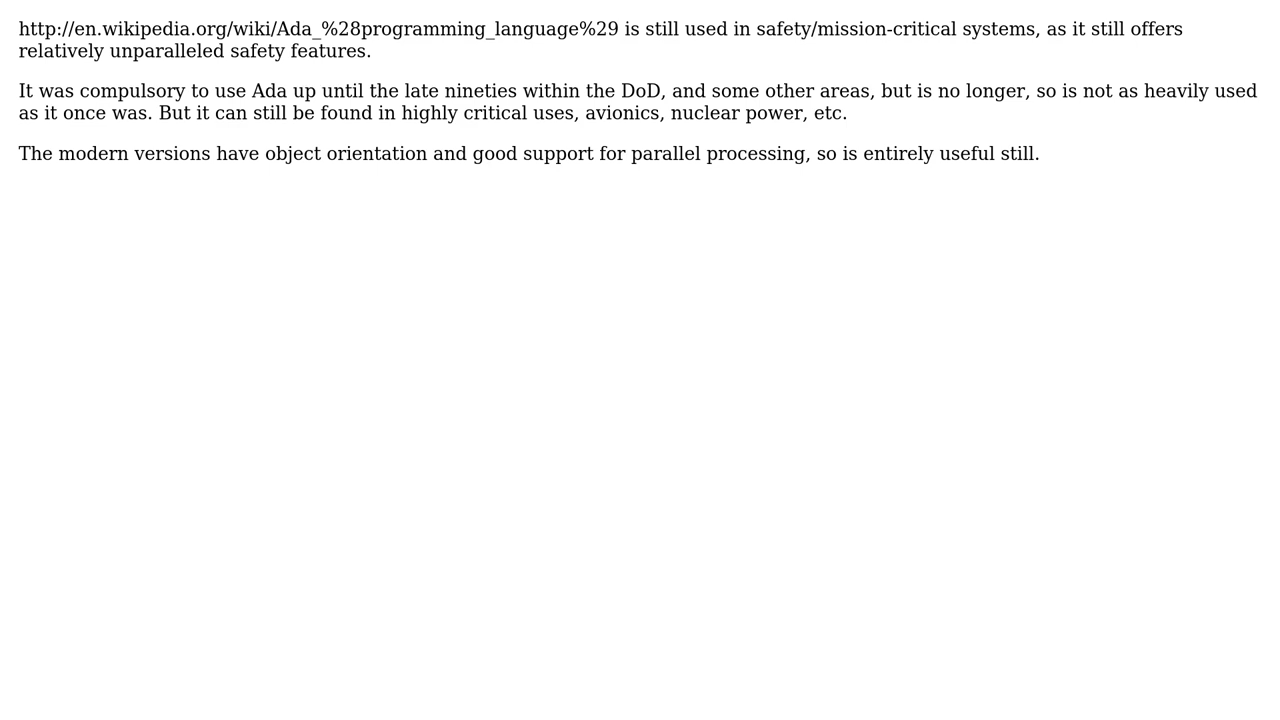 http://en.wikipedia.org/wiki/Ada_%28programming_language%29 is still used in safety/mission-critical systems, as it still offers
relatively unparalleled safety features.
It was compulsory to use Ada up until the late nineties within the DoD, and some other areas, but is no longer, so is not as heavily used
as it once was. But it can still be found in highly critical uses, avionics, nuclear power, etc.
The modern versions have object orientation and good support for parallel processing, so is entirely useful still.